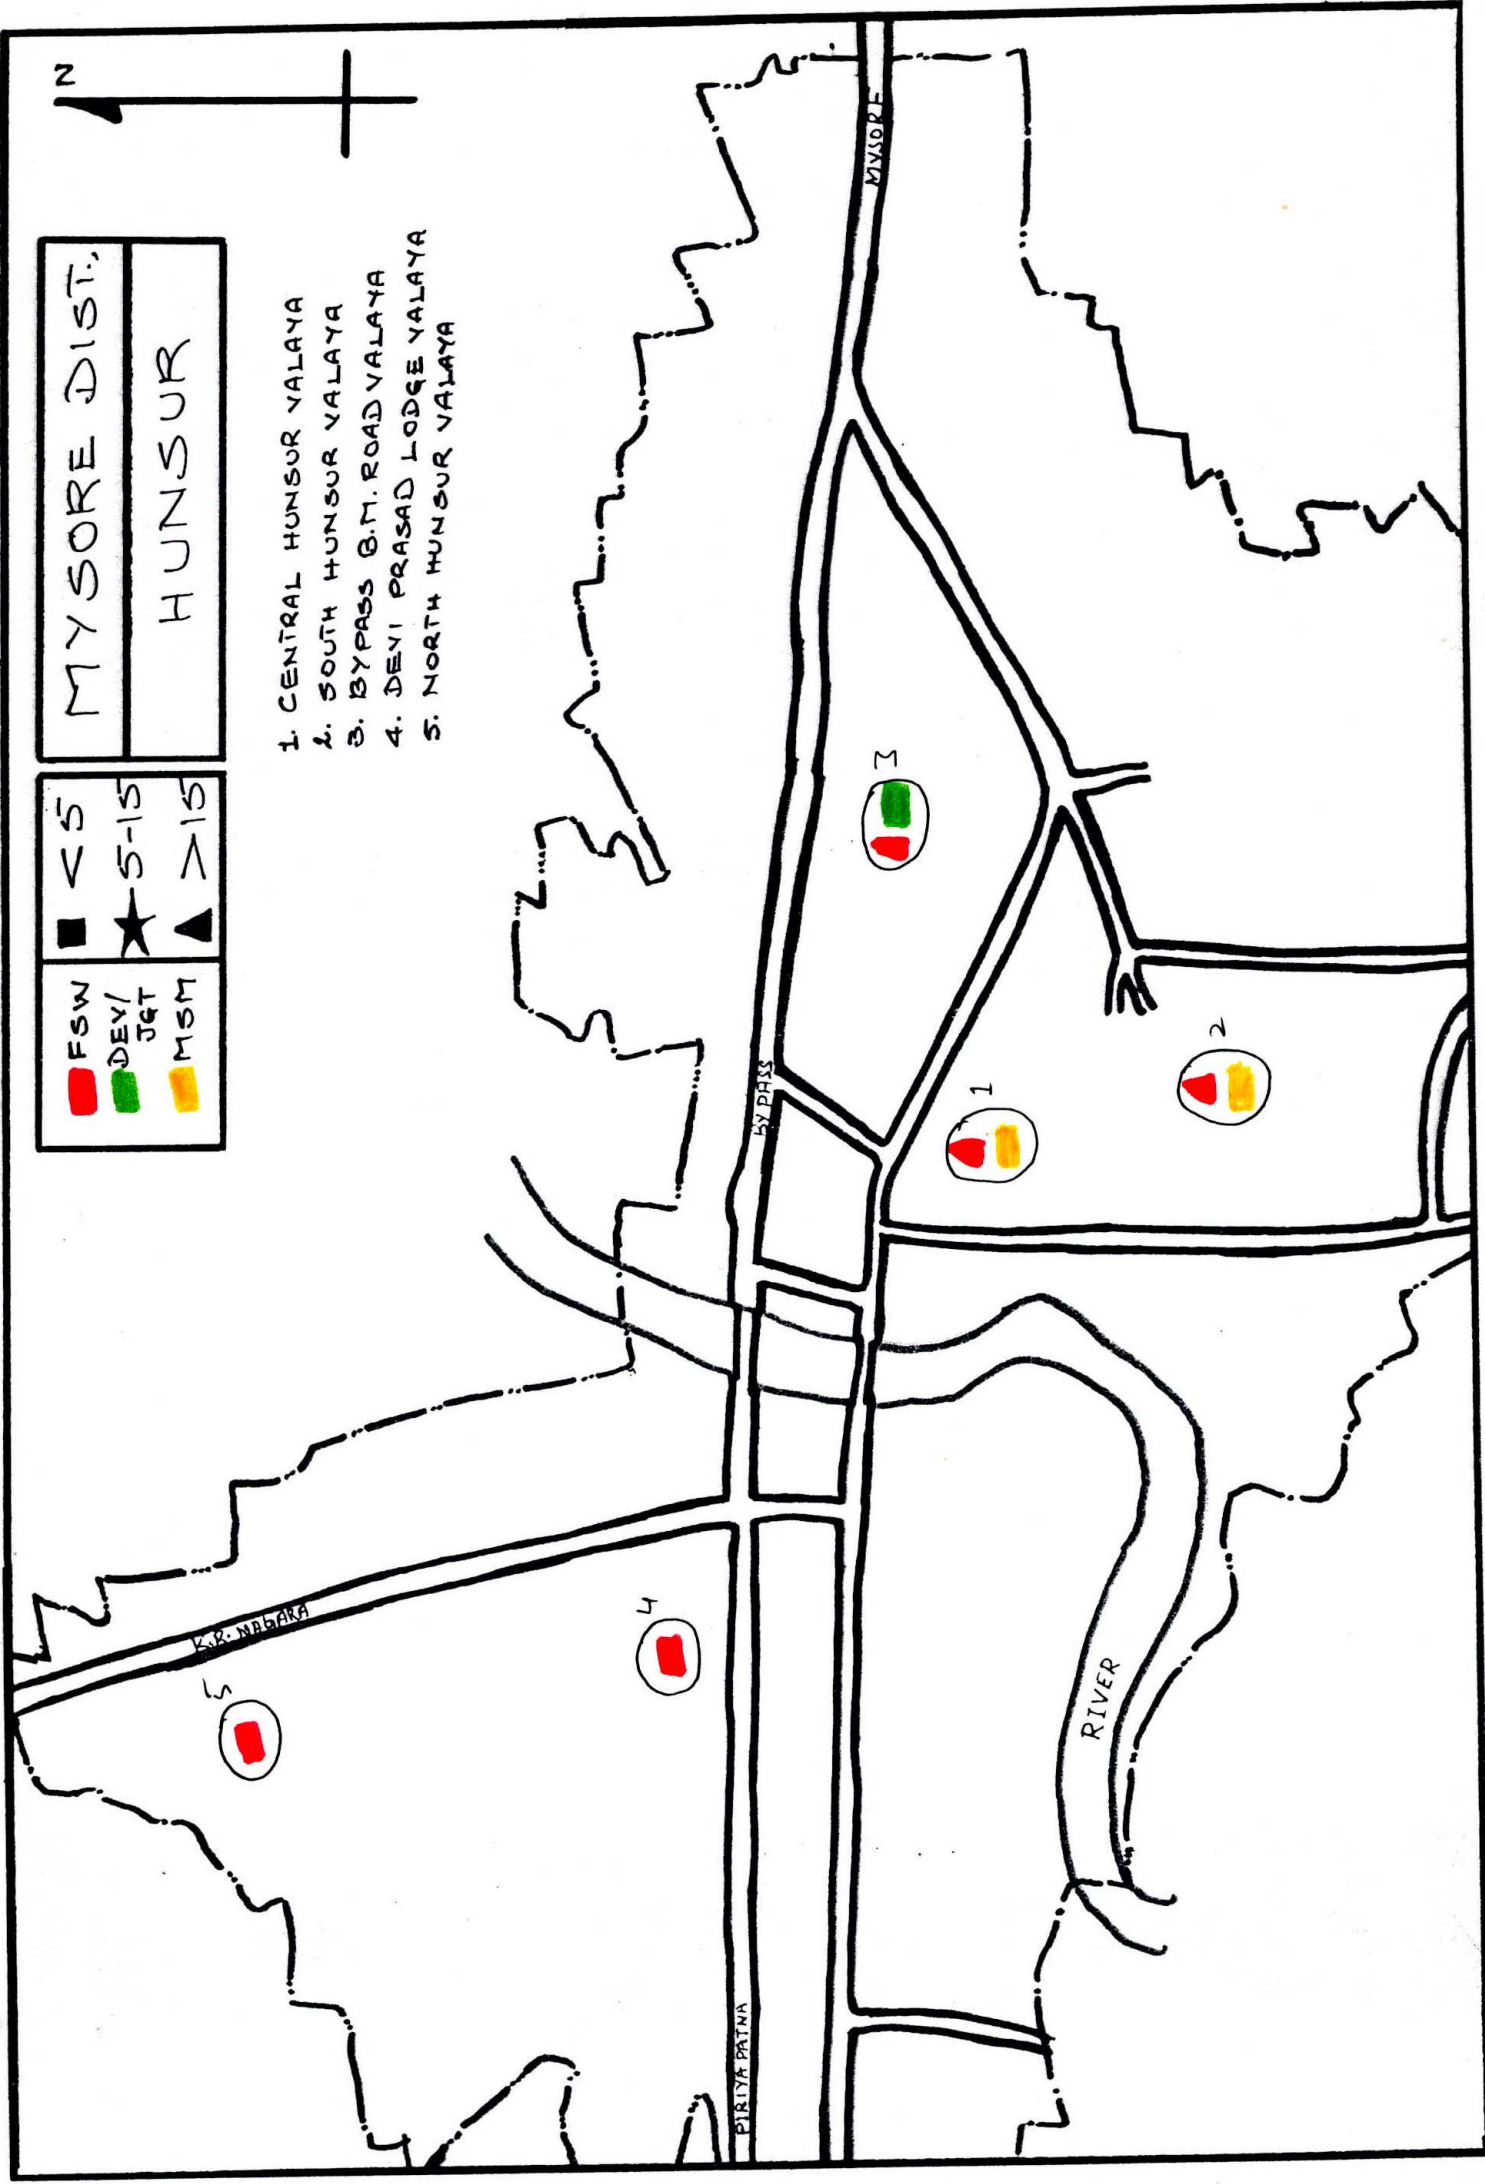 N
MYSORE DIST.,
HUNSUR
FSW
DEV/
JGT
MSM
<5
5-15
>15
1. CENTRAL HUNSUR VALAYA
2. SOUTH HUNSUR VALAYA
3. BYPASS B.M. ROAD VALAYA
4. DEVI PRASAD LODGE VALAYA
5. NORTH HUNSUR VALAYA
K.R. NAGARA
5
4
PIRIYA PATNA
BY PASS
MYSORE
3
1
2
RIVER